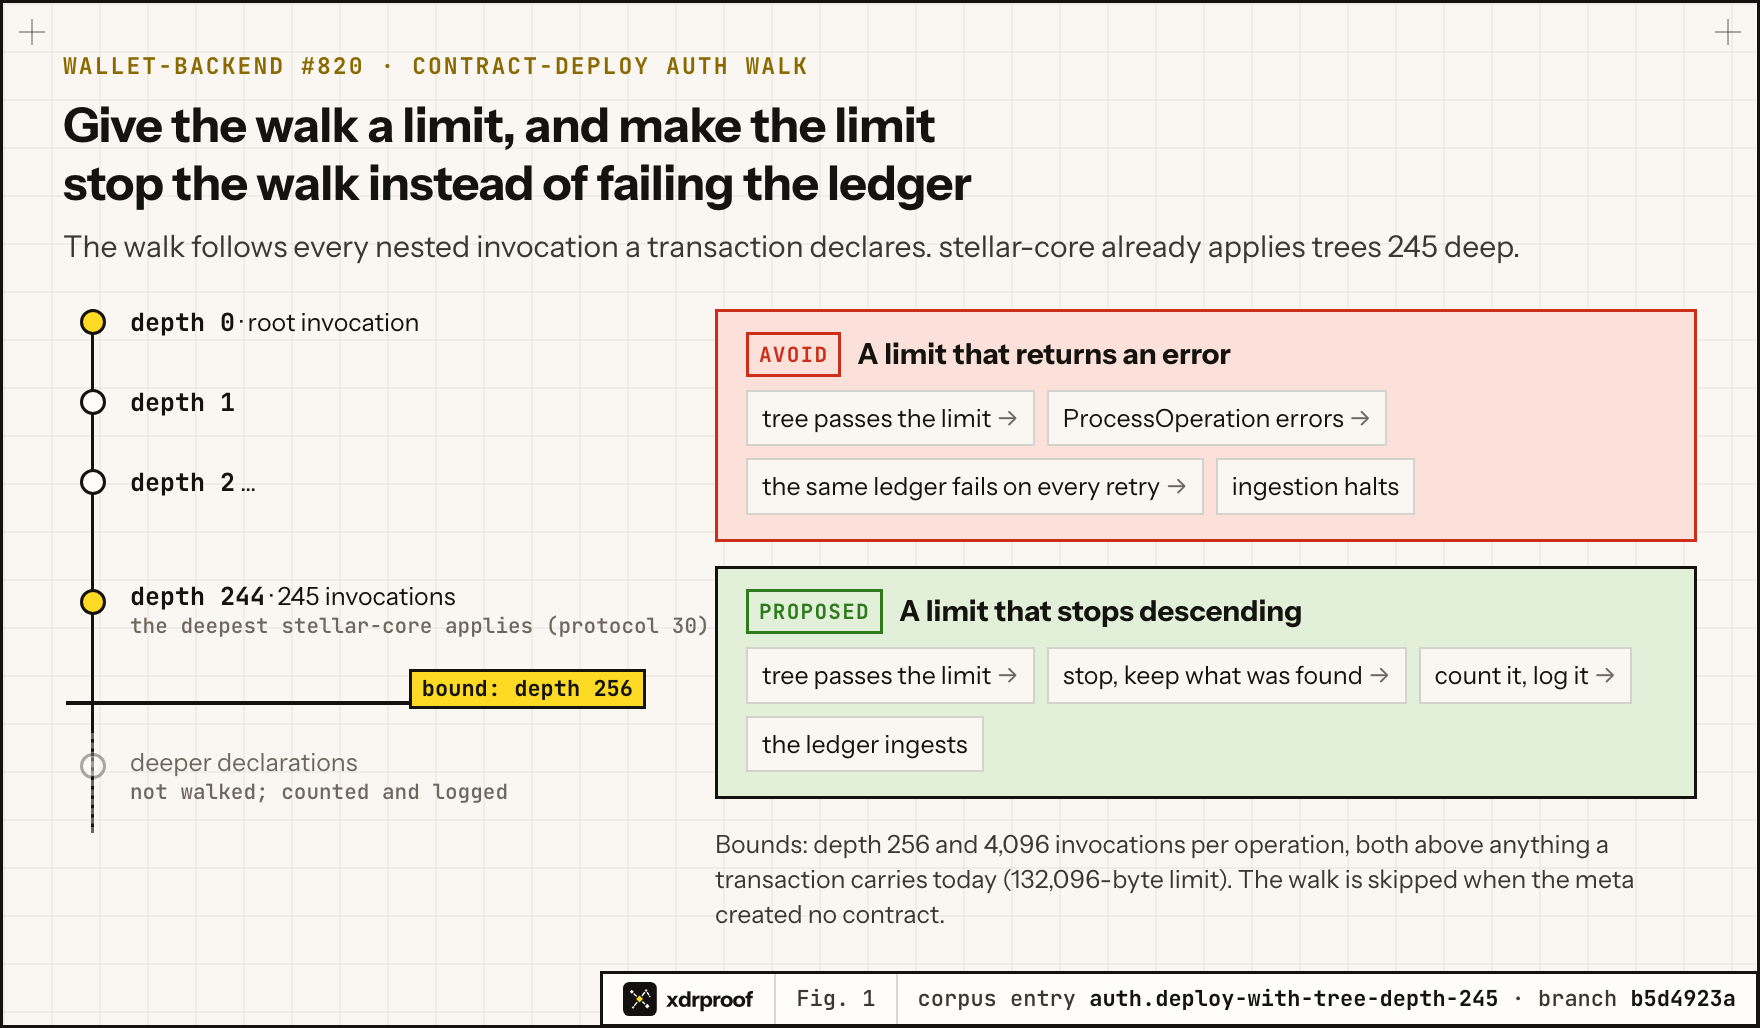 WALLET-BACKEND #820 · CONTRACT-DEPLOY AUTH WALK
Give the walk a limit, and make the limit
stop the walk instead of failing the ledger
The walk follows every nested invocation a transaction declares. stellar-core already applies trees 245 deep.
depth 0 · root invocation
depth 1
depth 2 ...
depth 244 · 245 invocations
the deepest stellar-core applies (protocol 30)
bound: depth 256
deeper declarations
not walked; counted and logged
AVOID A limit that returns an error
tree passes the limit → ProcessOperation errors →
the same ledger fails on every retry → ingestion halts
PROPOSED A limit that stops descending
tree passes the limit → stop, keep what was found → count it, log it →
the ledger ingests
Bounds: depth 256 and 4,096 invocations per operation, both above anything a
transaction carries today (132,096-byte limit). The walk is skipped when the meta
created no contract.
xdrproof Fig. 1 corpus entry auth.deploy-with-tree-depth-245 · branch b5d4923a